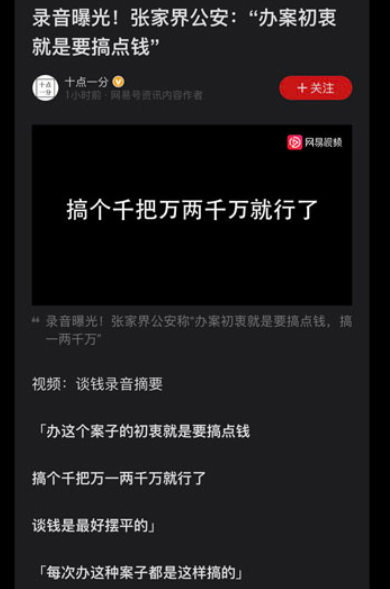 录音曝光！张家界公安：“办案初衷
就是要搞点钱”
十点一分
+ 关注
1小时前 · 网易号资讯内容作者
网易视频
搞个千把万两千万就行了
录音曝光！张家界公安称“办案初衷就是要搞点钱，搞
一两千万”
视频：谈钱录音摘要
「办这个案子的初衷就是要搞点钱
搞个千把万一两千万就行了
谈钱是最好摆平的」
「每次办这种案子都是这样搞的」